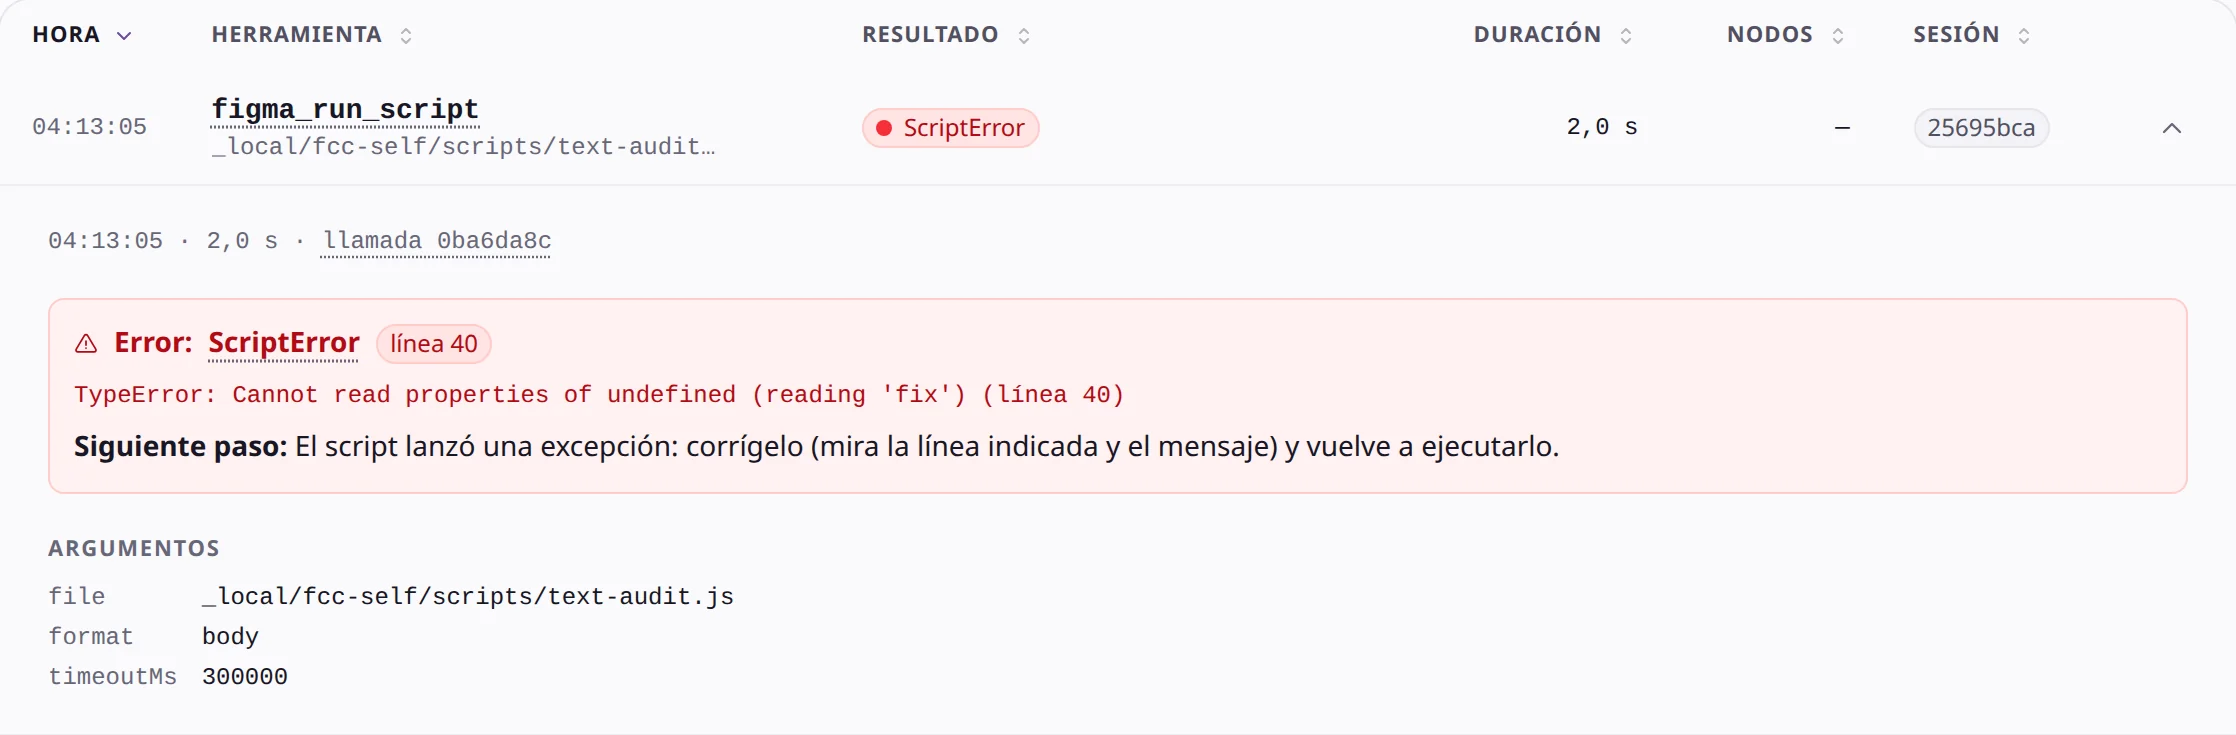 HORA HERRAMIENTA RESULTADO DURACIÓN NODOS SESIÓN
04:13:05 figma_run_script ScriptError 2,0 s — 25695bca
_local/fcc-self/scripts/text-audit…
04:13:05 · 2,0 s · llamada 0ba6da8c
Error: ScriptError línea 40
TypeError: Cannot read properties of undefined (reading 'fix') (línea 40)
Siguiente paso: El script lanzó una excepción: corrígelo (mira la línea indicada y el mensaje) y vuelve a ejecutarlo.
ARGUMENTOS
file _local/fcc-self/scripts/text-audit.js
format body
timeoutMs 300000